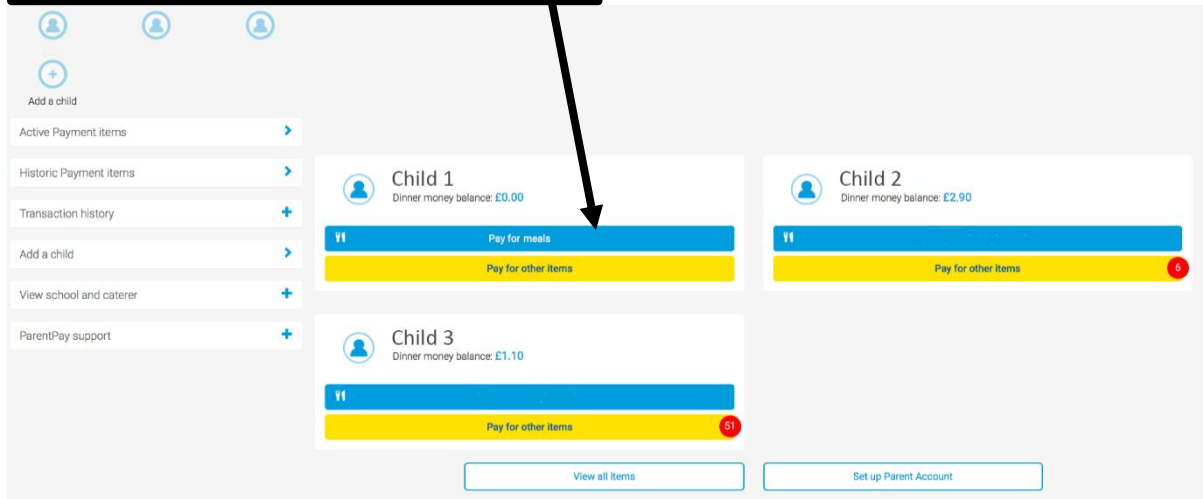 Add a child
Active Payment items
Historic Payment items
Transaction history
Add a child
View school and caterer
ParentPay support
Child 1
Dinner money balance: £0.00
Pay for meals
Pay for other items
Child 2
Dinner money balance: £2.90
Pay for other items
6
Child 3
Dinner money balance: £1.10
Pay for other items
51
View all Items
Set up Parent Account